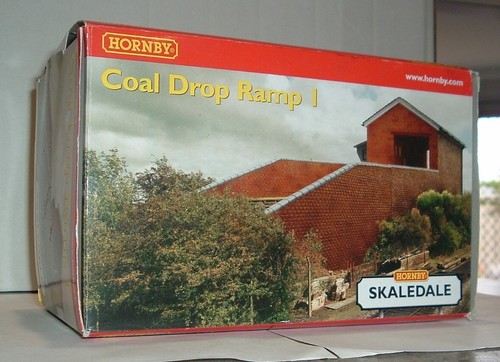 HORNBY®
www.hornby.com
Coal Drop Ramp 1
HORNBY
SKALEDALE